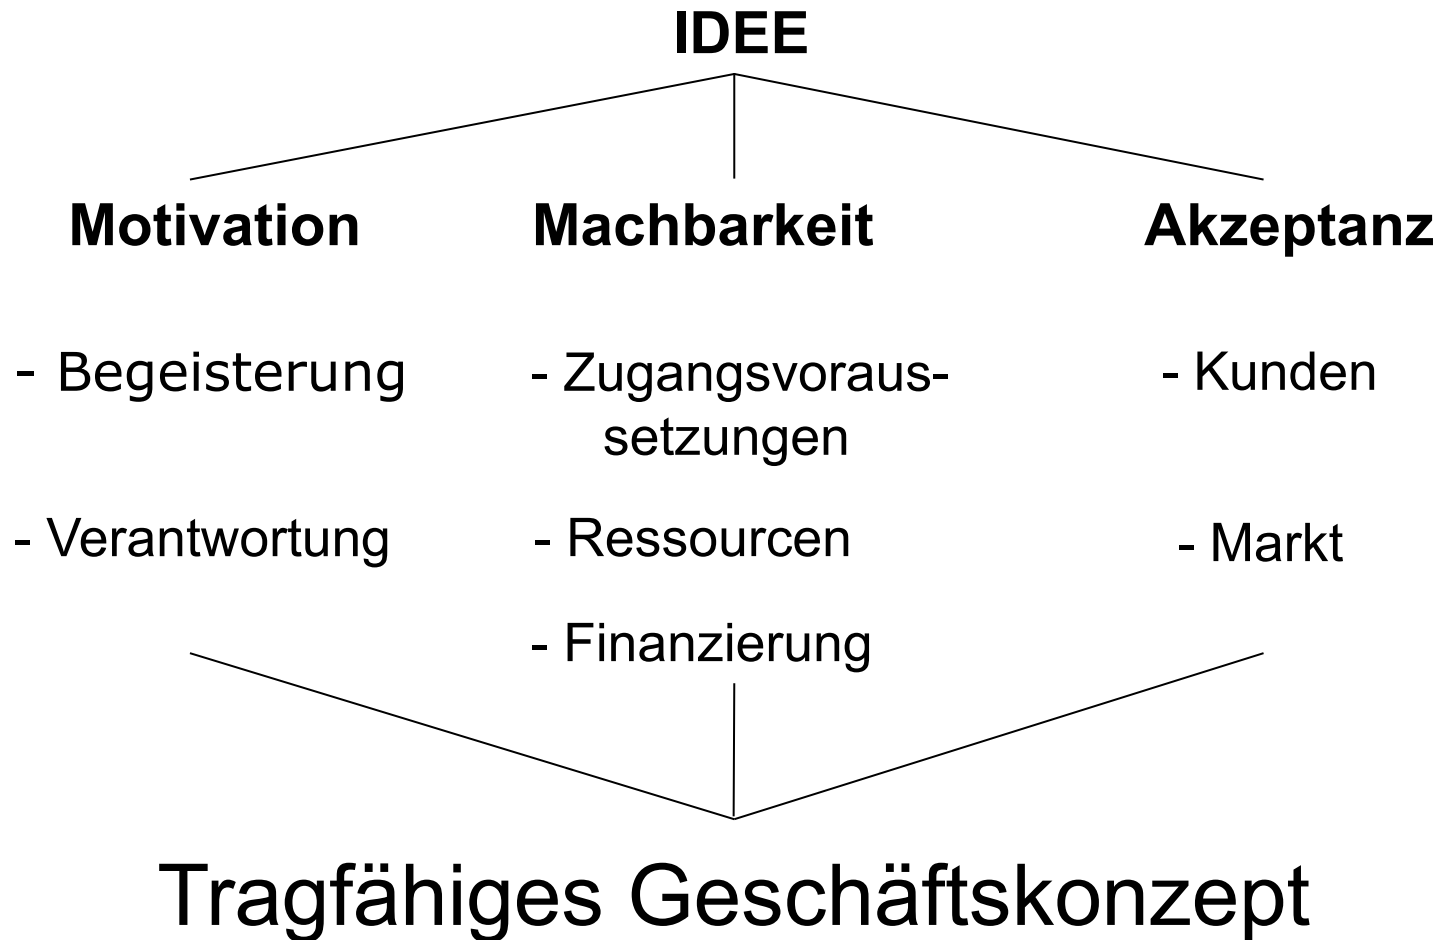 IDEE
Motivation Machbarkeit Akzeptanz
- Begeisterung - Zugangsvoraus- - Kunden
setzungen
- Verantwortung - Ressourcen - Markt
- Finanzierung
Tragfähiges Geschäftskonzept